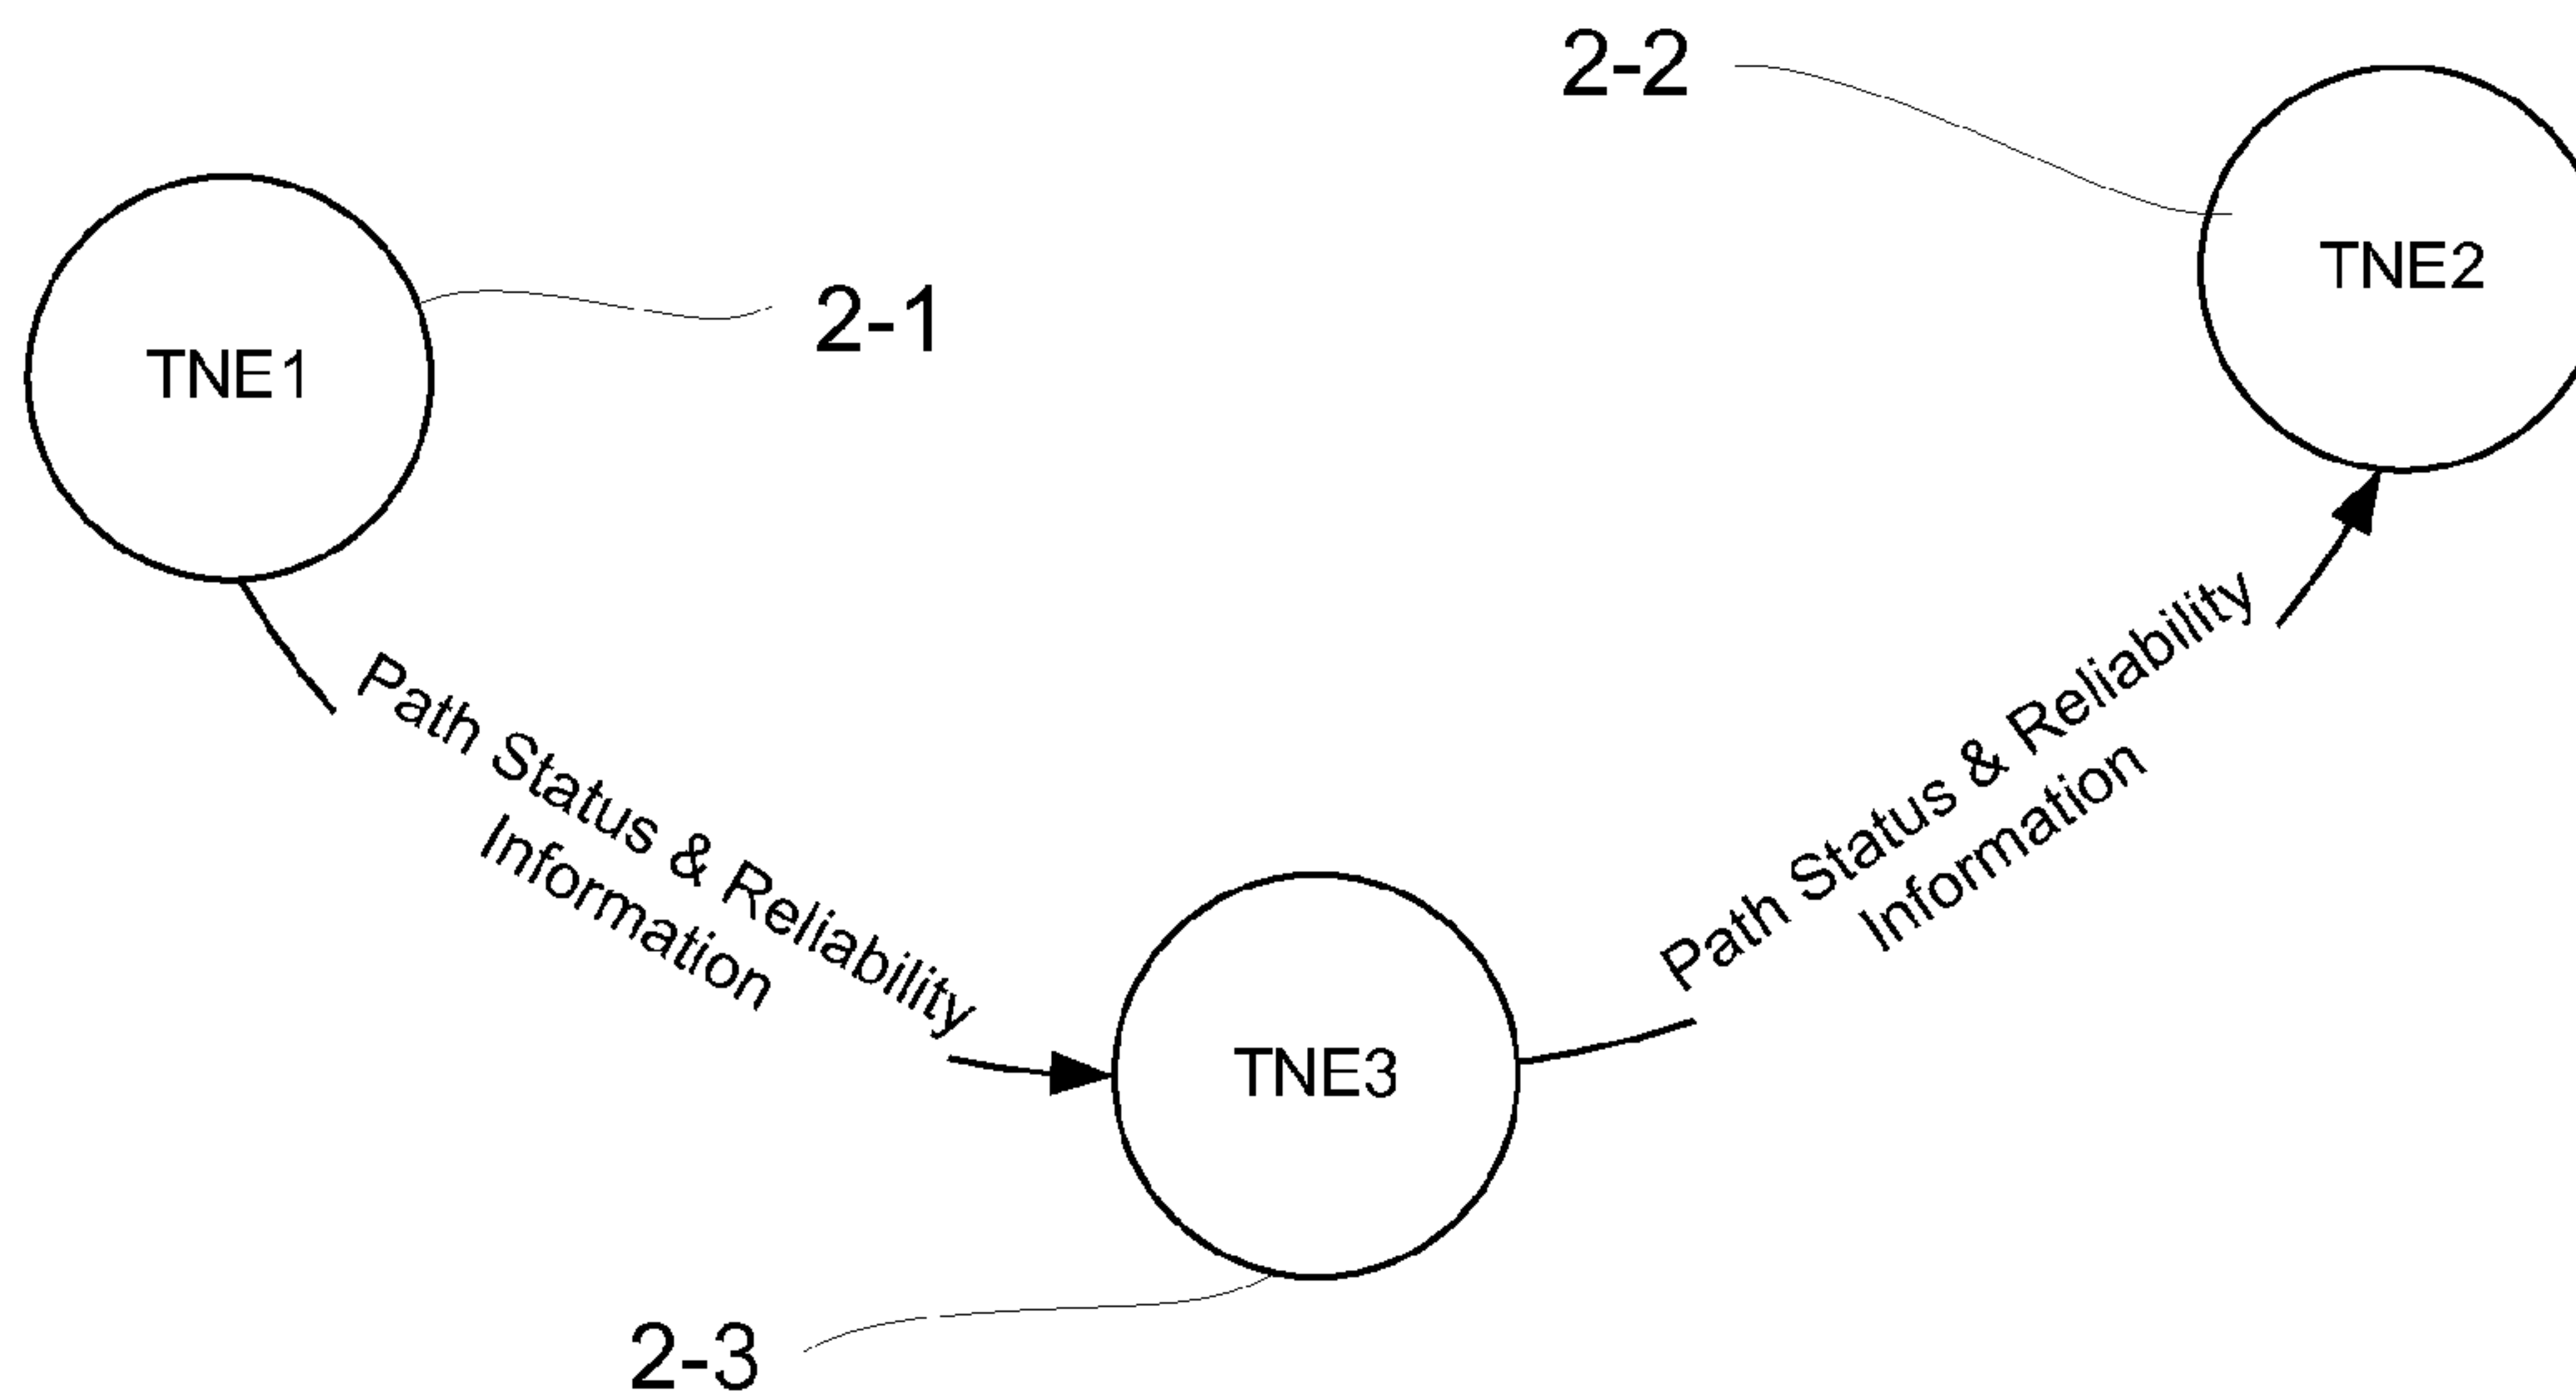 2-2
TNE2
TNE1
2-1
Path Status & Reliability
Information
Path Status & Reliability
Information
TNE3
2-3